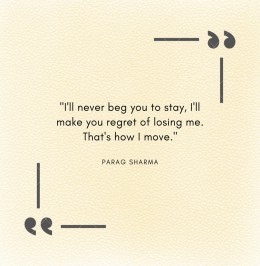 "I'll never beg you to stay, I'll
make you regret of losing me.
That's how I move."
PARAG SHARMA